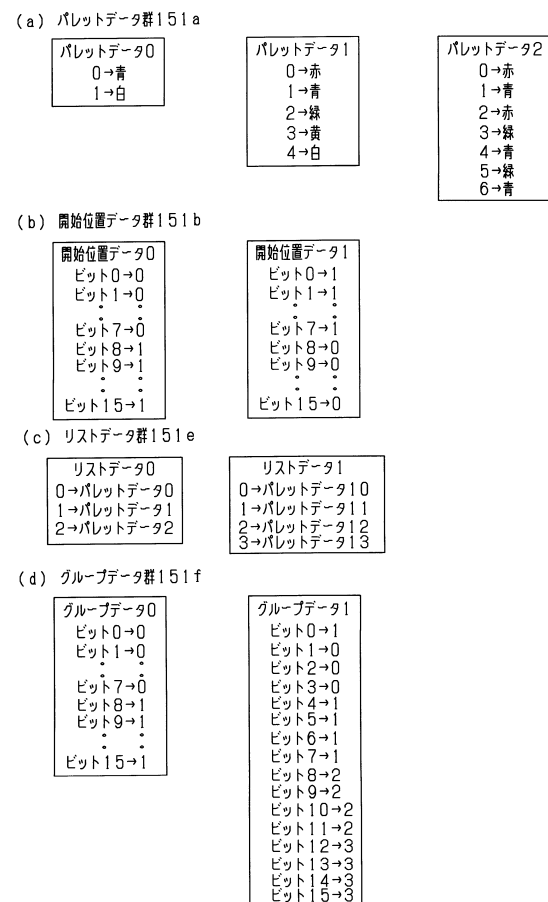 (a) パレットデータ群151a
パレットデータ0
0→青
1→白
パレットデータ1
0→赤
1→青
2→緑
3→黄
4→白
パレットデータ2
0→赤
1→青
2→赤
3→緑
4→青
5→緑
6→青
(b) 開始位置データ群151b
開始位置データ0
ビット0→0
ビット1→0
ビット7→0
ビット8→1
ビット9→1
ビット15→1
開始位置データ1
ビット0→1
ビット1→1
ビット7→1
ビット8→0
ビット9→0
ビット15→0
(c) リストデータ群151e
リストデータ0
0→パレットデータ0
1→パレットデータ1
2→パレットデータ2
リストデータ1
0→パレットデータ10
1→パレットデータ11
2→パレットデータ12
3→パレットデータ13
(d) グループデータ群151f
グループデータ0
ビット0→0
ビット1→0
ビット7→0
ビット8→1
ビット9→1
ビット15→1
グループデータ1
ビット0→1
ビット1→0
ビット2→0
ビット3→0
ビット4→1
ビット5→1
ビット6→1
ビット7→1
ビット8→2
ビット9→2
ビット10→2
ビット11→2
ビット12→3
ビット13→3
ビット14→3
ビット15→3